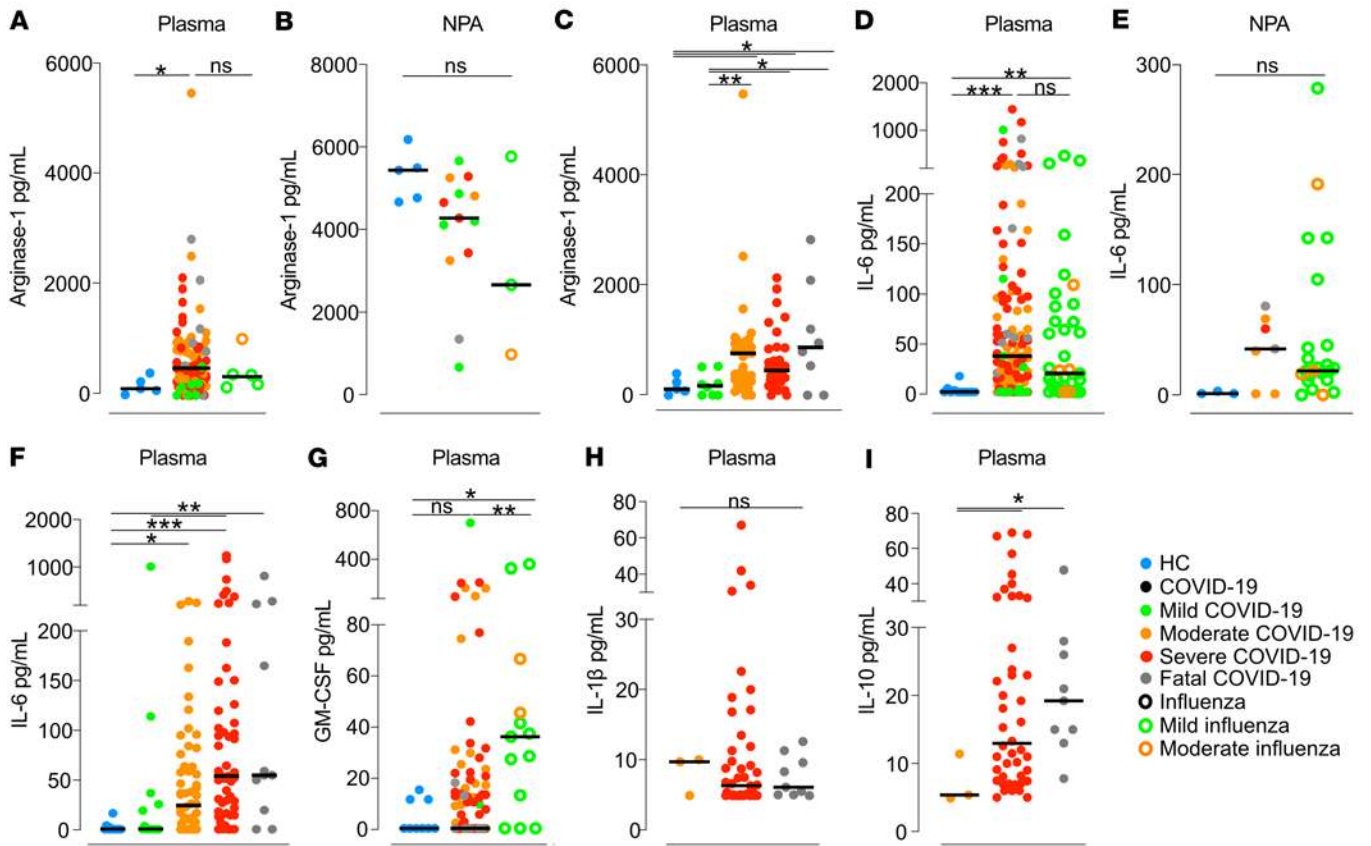 A Plasma
Arginase-1 pg/mL
6000
4000
2000
0
* ns
B NPA
Arginase-1 pg/mL
8000
6000
4000
2000
0
ns
C Plasma
Arginase-1 pg/mL
6000
4000
2000
0
*
*
**
D Plasma
IL-6 pg/mL
2000
1000
200
150
100
50
0
**
*** ns
E NPA
IL-6 pg/mL
300
200
100
0
ns
F Plasma
IL-6 pg/mL
2000
1000
200
150
100
50
0
**
***
*
G Plasma
GM-CSF pg/mL
800
400
80
60
40
20
0
*
ns **
H Plasma
IL-1β pg/mL
80
60
40
30
20
10
0
ns
I Plasma
IL-10 pg/mL
80
60
40
30
20
10
0
*
HC
COVID-19
Mild COVID-19
Moderate COVID-19
Severe COVID-19
Fatal COVID-19
Influenza
Mild influenza
Moderate influenza